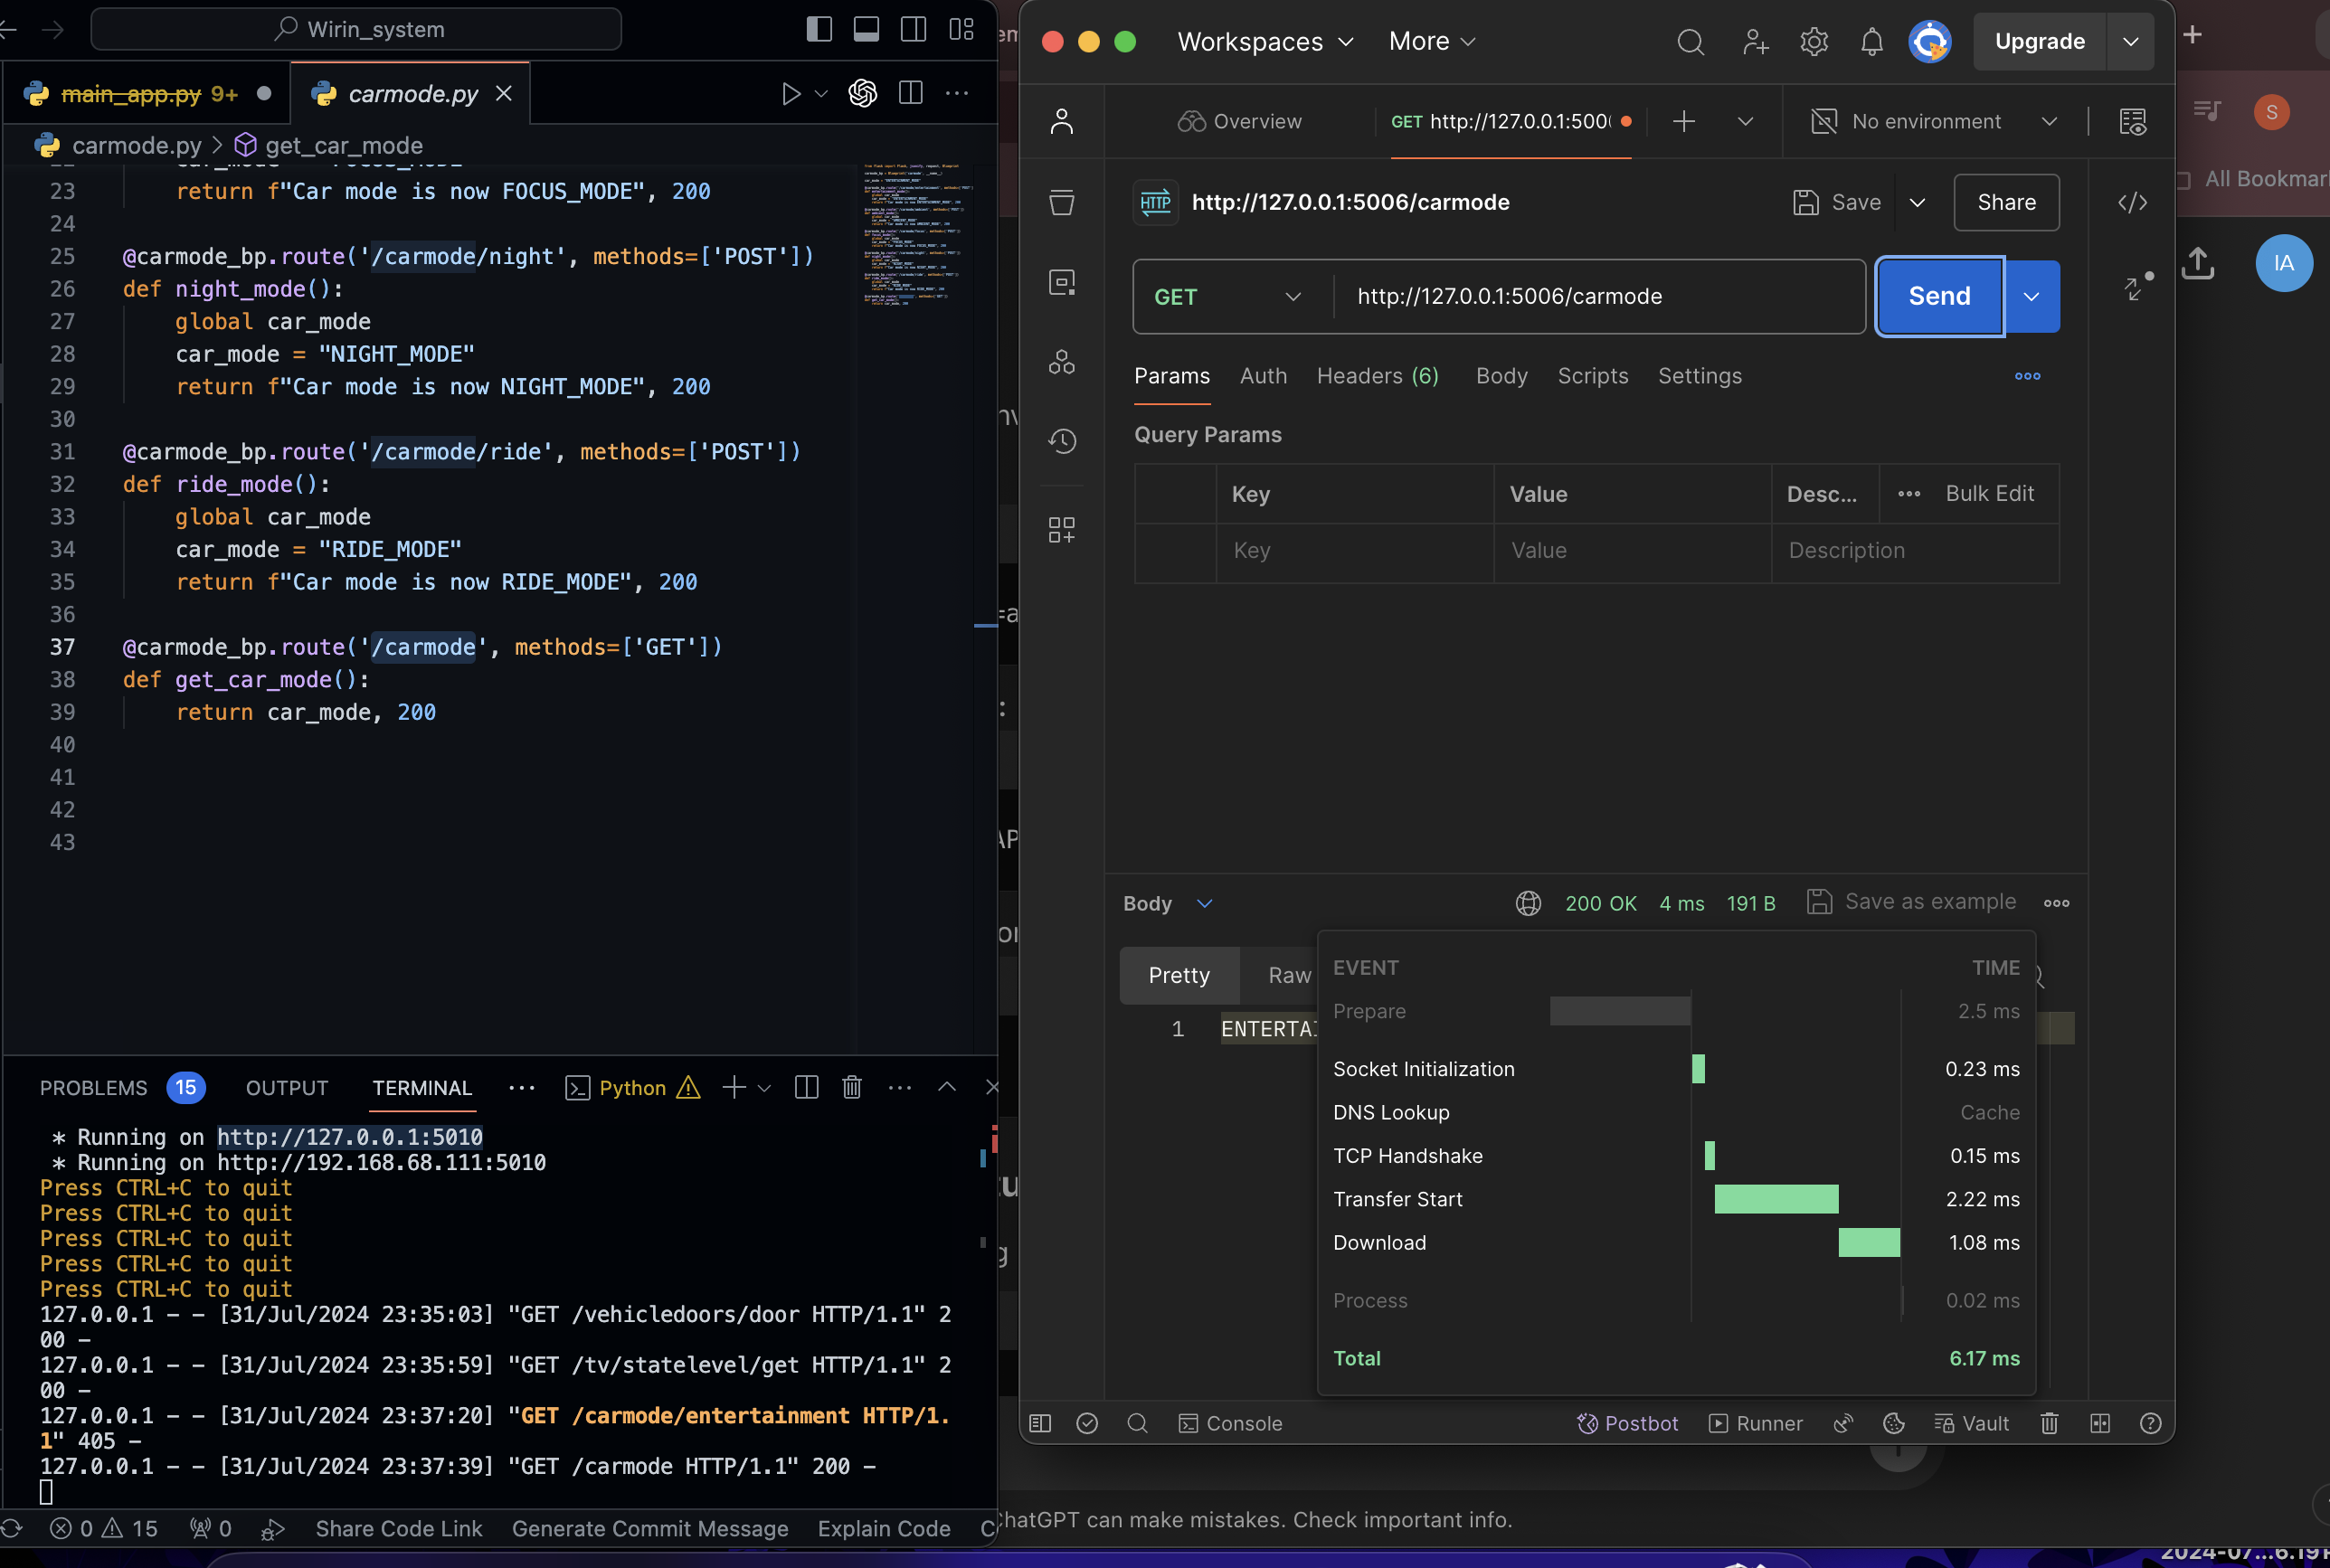 Wirin_system
main_app.py 9+
carmode.py
carmode.py > get_car_mode
23 return f"Car mode is now FOCUS_MODE", 200
24
25 @carmode_bp.route('/carmode/night', methods=['POST'])
26 def night_mode():
27 global car_mode
28 car_mode = "NIGHT_MODE"
29 return f"Car mode is now NIGHT_MODE", 200
30
31 @carmode_bp.route('/carmode/ride', methods=['POST'])
32 def ride_mode():
33 global car_mode
34 car_mode = "RIDE_MODE"
35 return f"Car mode is now RIDE_MODE", 200
36
37 @carmode_bp.route('/carmode', methods=['GET'])
38 def get_car_mode():
39 return car_mode, 200
40
41
42
43
PROBLEMS 15 OUTPUT TERMINAL ... Python
* Running on http://127.0.0.1:5010
* Running on http://192.168.68.111:5010
Press CTRL+C to quit
Press CTRL+C to quit
Press CTRL+C to quit
Press CTRL+C to quit
Press CTRL+C to quit
127.0.0.1 - - [31/Jul/2024 23:35:03] "GET /vehicledoors/door HTTP/1.1" 2
00 -
127.0.0.1 - - [31/Jul/2024 23:35:59] "GET /tv/statelevel/get HTTP/1.1" 2
00 -
127.0.0.1 - - [31/Jul/2024 23:37:20] "GET /carmode/entertainment HTTP/1.
1" 405 -
127.0.0.1 - - [31/Jul/2024 23:37:39] "GET /carmode HTTP/1.1" 200 -
0 15 0 Share Code Link Generate Commit Message Explain Code
Workspaces More Upgrade
Overview GET http://127.0.0.1:500 No environment
HTTP http://127.0.0.1:5006/carmode Save Share
GET http://127.0.0.1:5006/carmode Send
Params Auth Headers (6) Body Scripts Settings
Query Params
Key Value Desc... Bulk Edit
Key Value Description
Body 200 OK 4 ms 191 B Save as example
Pretty Raw
1 ENTERTAI
EVENT TIME
Prepare 2.5 ms
Socket Initialization 0.23 ms
DNS Lookup Cache
TCP Handshake 0.15 ms
Transfer Start 2.22 ms
Download 1.08 ms
Process 0.02 ms
Total 6.17 ms
Console Postbot Runner Vault
S
All Bookmar
IA
ChatGPT can make mistakes. Check important info.